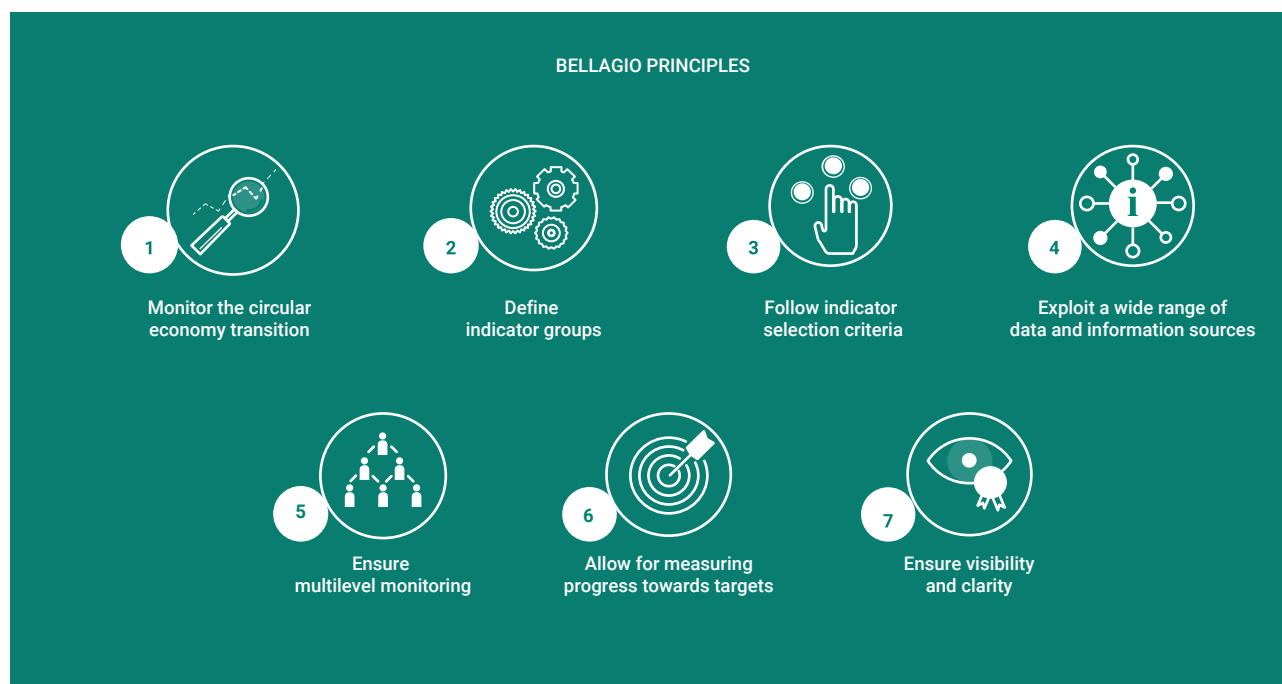 BELLAGIO PRINCIPLES
1
Monitor the circular
economy transition
2
Define
indicator groups
3
Follow indicator
selection criteria
i
4
Exploit a wide range of
data and information sources
5
Ensure
multilevel monitoring
6
Allow for measuring
progress towards targets
7
Ensure visibility
and clarity